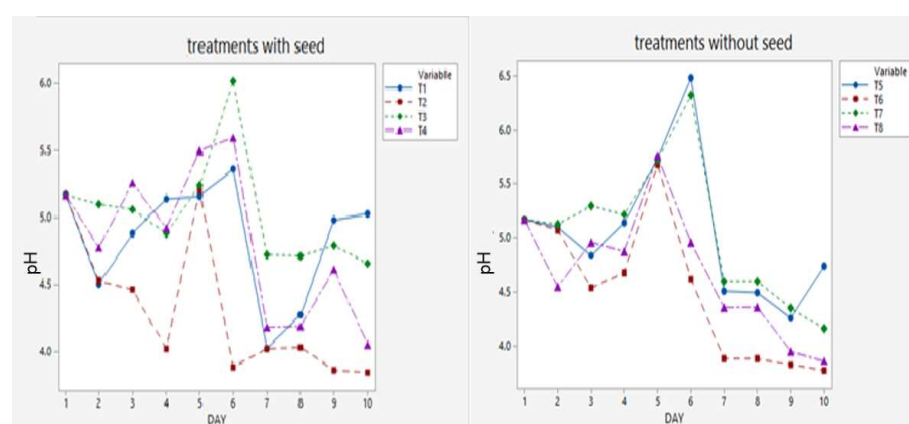 treatments with seed
Variable
T1
T2
T3
T4
6.0
5.5
5.0
4.5
4.0
pH
1 2 3 4 5 6 7 8 9 10
DAY
treatments without seed
Variable
T5
T6
T7
T8
6.5
6.0
5.5
5.0
4.5
4.0
pH
1 2 3 4 5 6 7 8 9 10
DAY